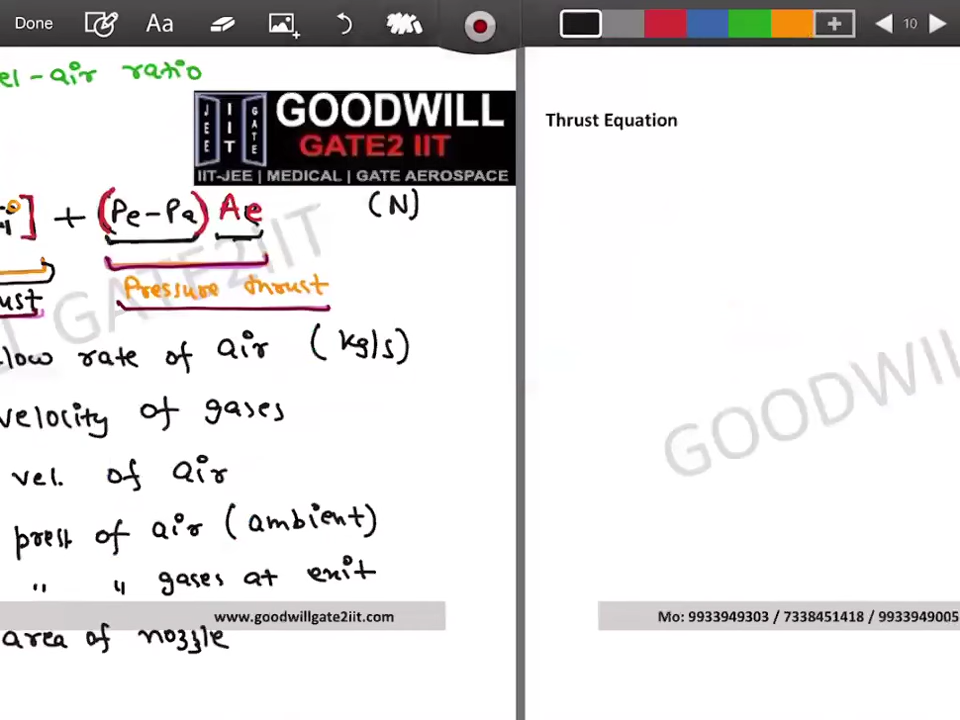 Done
Aa
10
el-air ratio
JEE
IIT
GATE
GOODWILL
GATE2 IIT
IIT-JEE | MEDICAL | GATE AEROSPACE
Thrust Equation
] + (Pe-Pa) Ae (N)
ust
Pressure thrust
low rate of air (kg/s)
velocity of gases
vel. of air
press of air (ambient)
" " gases at exit
www.goodwillgate2iit.com
Mo: 9933949303 / 7338451418 / 9933949005
area of nozzle
L GATE2IIT
GOODWILL